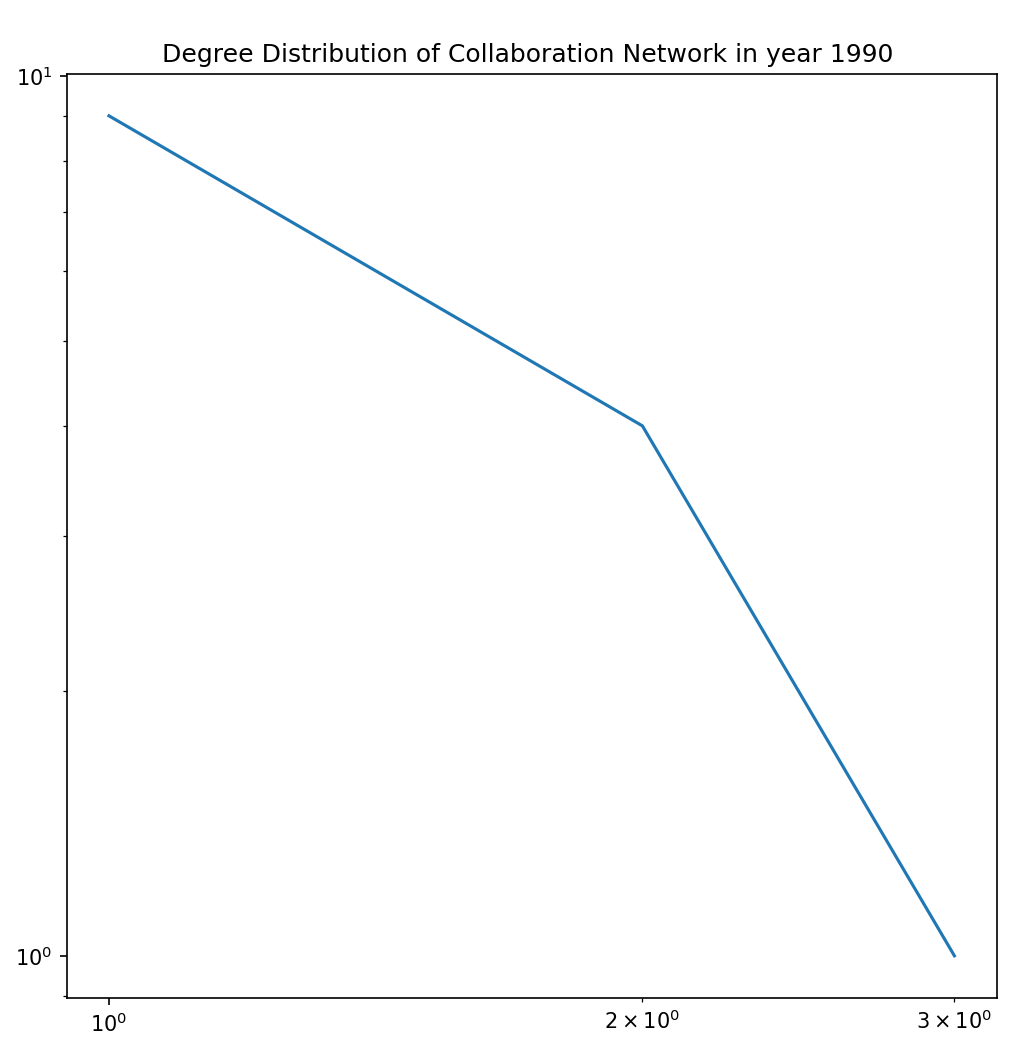 Degree Distribution of Collaboration Network in year 1990
10¹
10⁰
10⁰ 2 × 10⁰ 3 × 10⁰